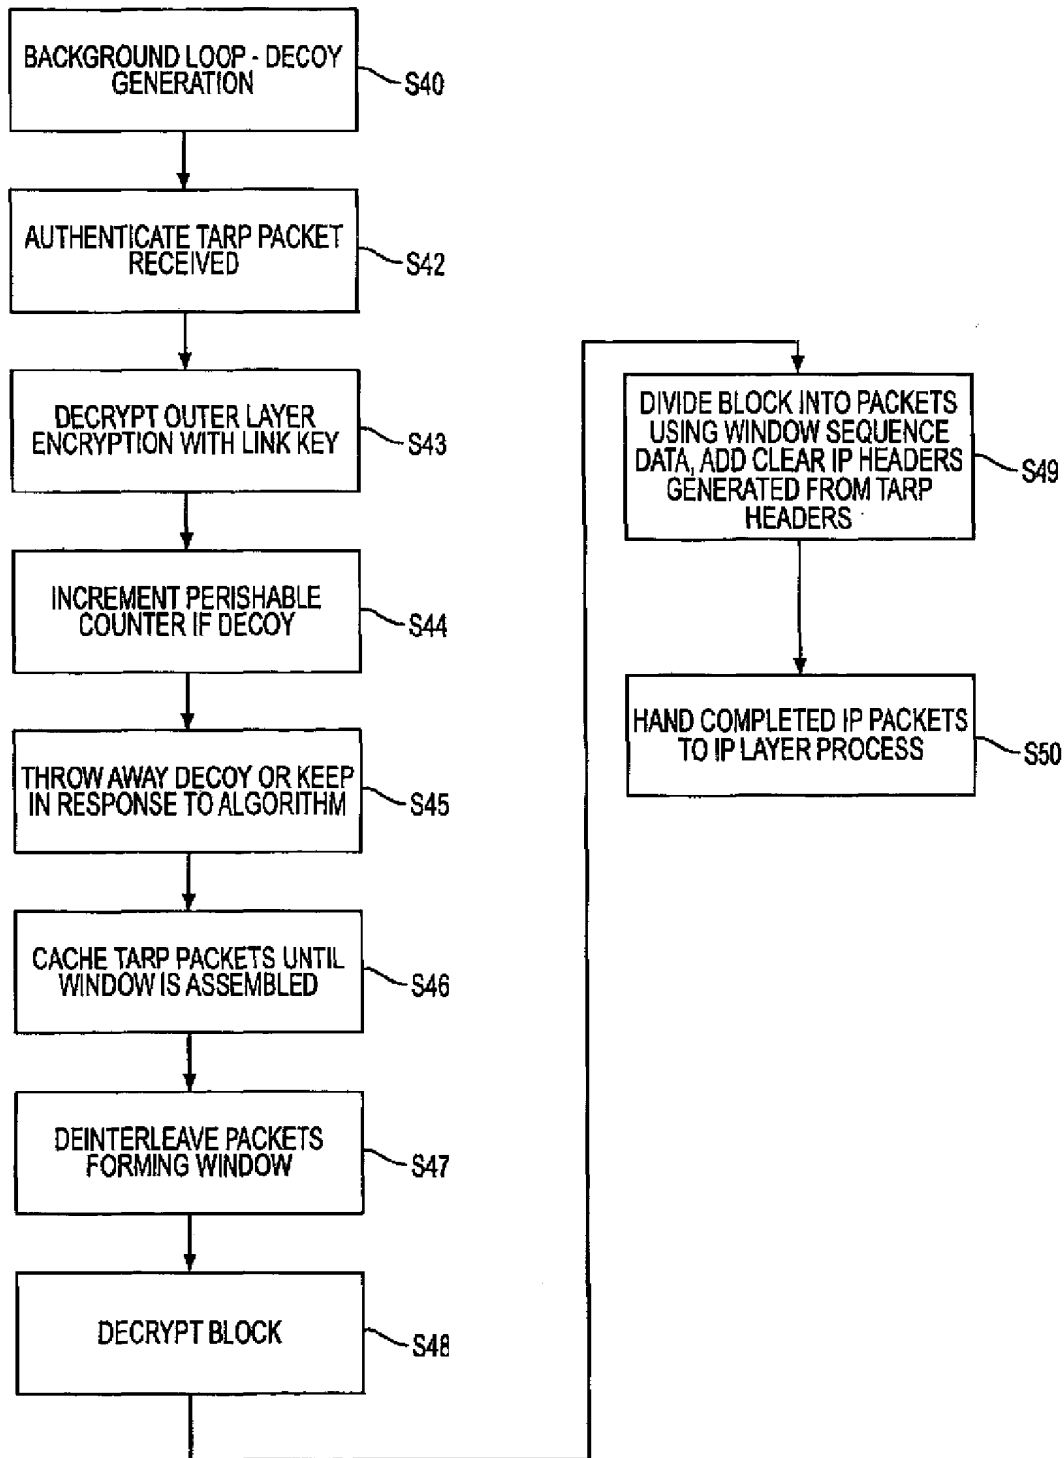 BACKGROUND LOOP - DECOY
GENERATION
S40
AUTHENTICATE TARP PACKET
RECEIVED
S42
DECRYPT OUTER LAYER
ENCRYPTION WITH LINK KEY
S43
INCREMENT PERISHABLE
COUNTER IF DECOY
S44
THROW AWAY DECOY OR KEEP
IN RESPONSE TO ALGORITHM
S45
CACHE TARP PACKETS UNTIL
WINDOW IS ASSEMBLED
S46
DEINTERLEAVE PACKETS
FORMING WINDOW
S47
DECRYPT BLOCK
S48
DIVIDE BLOCK INTO PACKETS
USING WINDOW SEQUENCE
DATA, ADD CLEAR IP HEADERS
GENERATED FROM TARP
HEADERS
S49
HAND COMPLETED IP PACKETS
TO IP LAYER PROCESS
S50